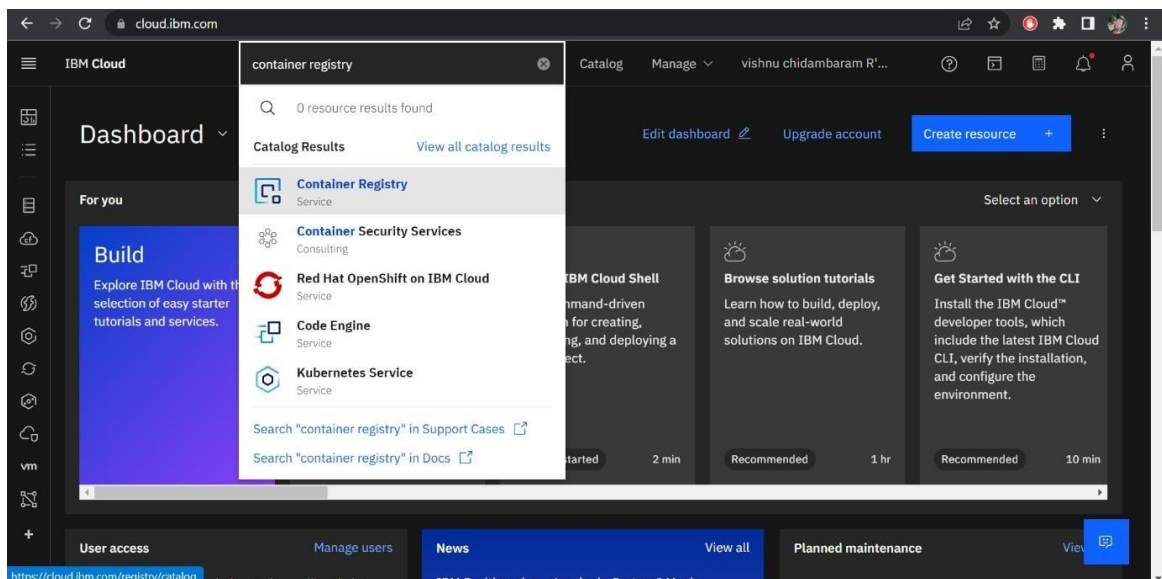 cloud.ibm.com
IBM Cloud
container registry
Catalog
Manage
vishnu chidambaram R'...
0 resource results found
Catalog Results
View all catalog results
Container Registry
Service
Container Security Services
Consulting
Red Hat OpenShift on IBM Cloud
Service
Code Engine
Service
Kubernetes Service
Service
Search "container registry" in Support Cases
Search "container registry" in Docs
Dashboard
Edit dashboard
Upgrade account
Create resource +
For you
Select an option
Build
Explore IBM Cloud with th
selection of easy starter
tutorials and services.
IBM Cloud Shell
mmand-driven
for creating,
ng, and deploying a
ect.
started
2 min
Browse solution tutorials
Learn how to build, deploy,
and scale real-world
solutions on IBM Cloud.
Recommended
1 hr
Get Started with the CLI
Install the IBM Cloud™
developer tools, which
include the latest IBM Cloud
CLI, verify the installation,
and configure the
environment.
Recommended
10 min
vm
User access
Manage users
News
View all
Planned maintenance
View
https://cloud.ibm.com/registry/catalog